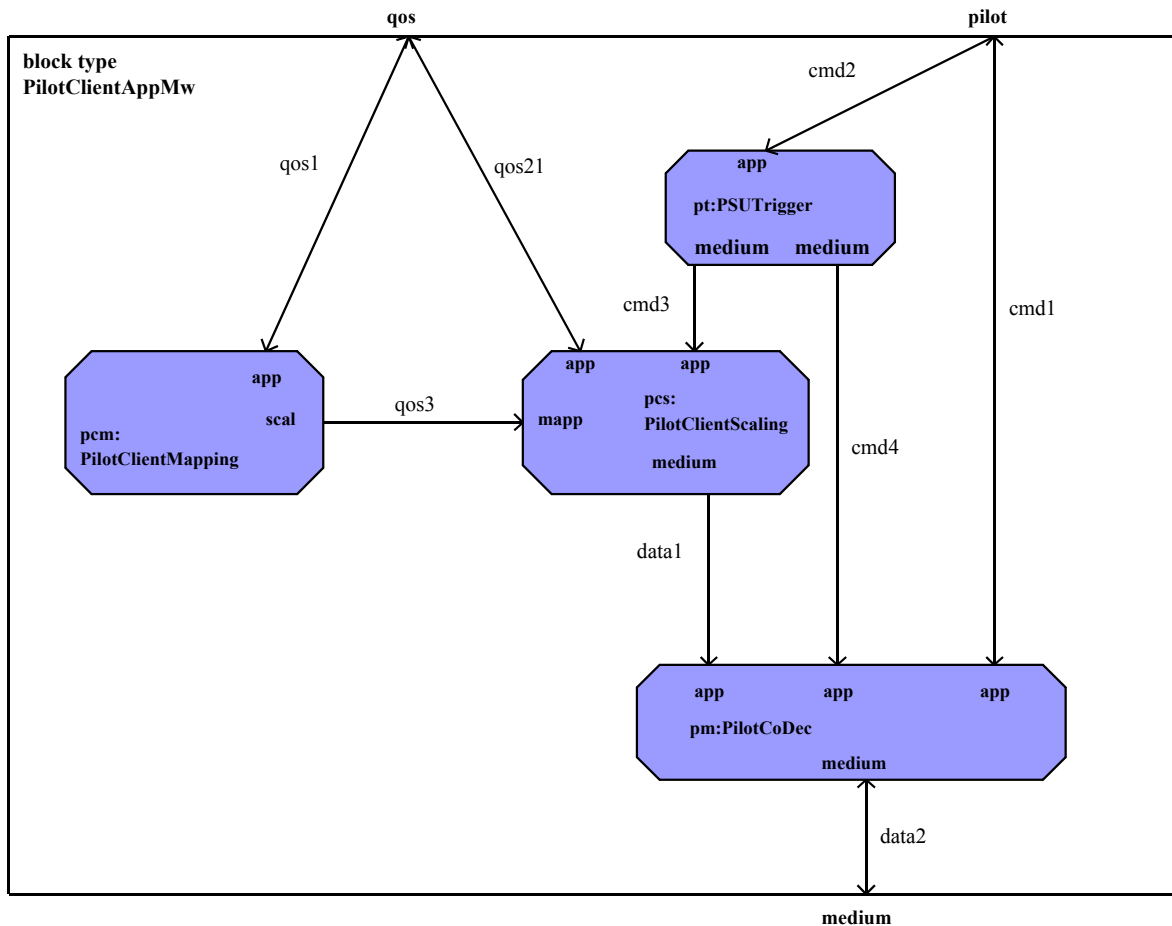 qos
pilot
block type
PilotClientAppMw
cmd2
qos1
qos21
app
pt:PSUTrigger
medium
medium
cmd3
cmd1
app
scal
pcm:
PilotClientMapping
qos3
app
app
mapp
pcs:
PilotClientScaling
medium
cmd4
data1
app
app
app
pm:PilotCoDec
medium
data2
medium